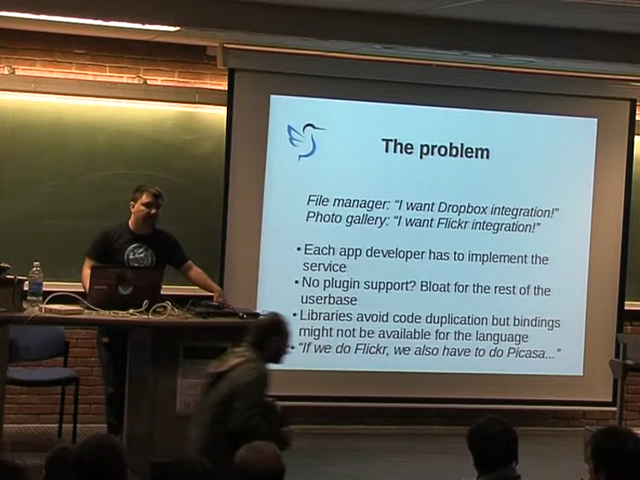 The problem
File manager: “I want Dropbox integration!”
Photo gallery: “I want Flickr integration!”
• Each app developer has to implement the
service
• No plugin support? Bloat for the rest of the
userbase
• Libraries avoid code duplication but bindings
might not be available for the language
• “If we do Flickr, we also have to do Picasa...”